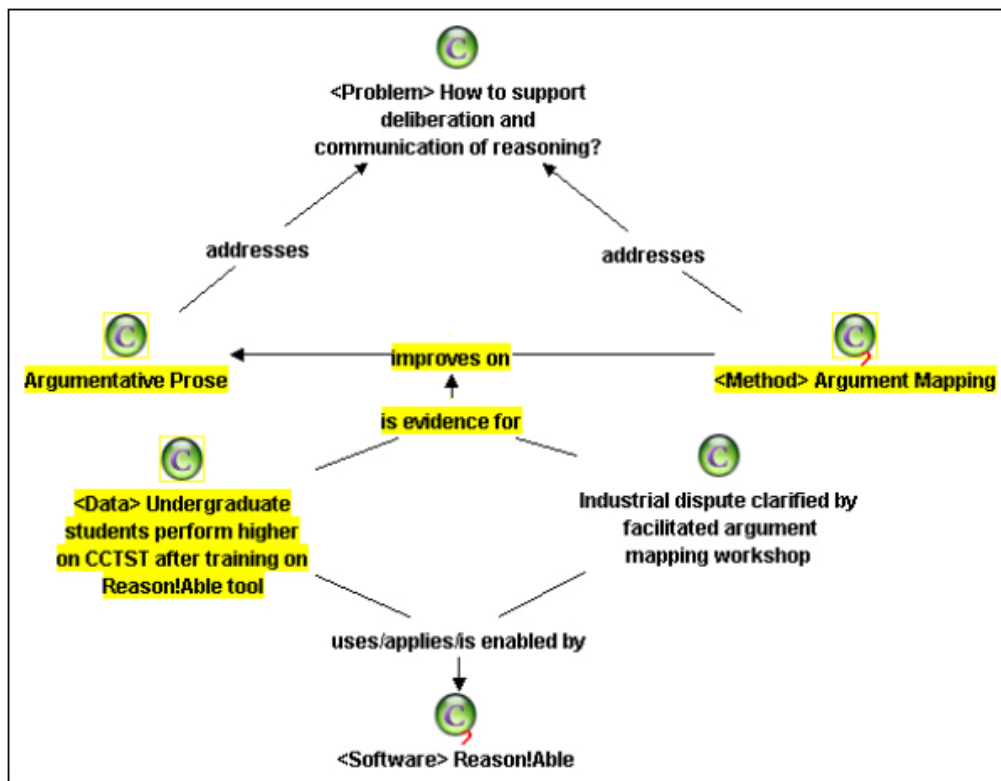 C
<Problem> How to support
deliberation and
communication of reasoning?
addresses
addresses
C
C
Argumentative Prose
improves on
<Method> Argument Mapping
is evidence for
C
C
<Data> Undergraduate
students perform higher
on CCTST after training on
Reason!Able tool
Industrial dispute clarified by
facilitated argument
mapping workshop
uses/applies/is enabled by
C
<Software> Reason!Able